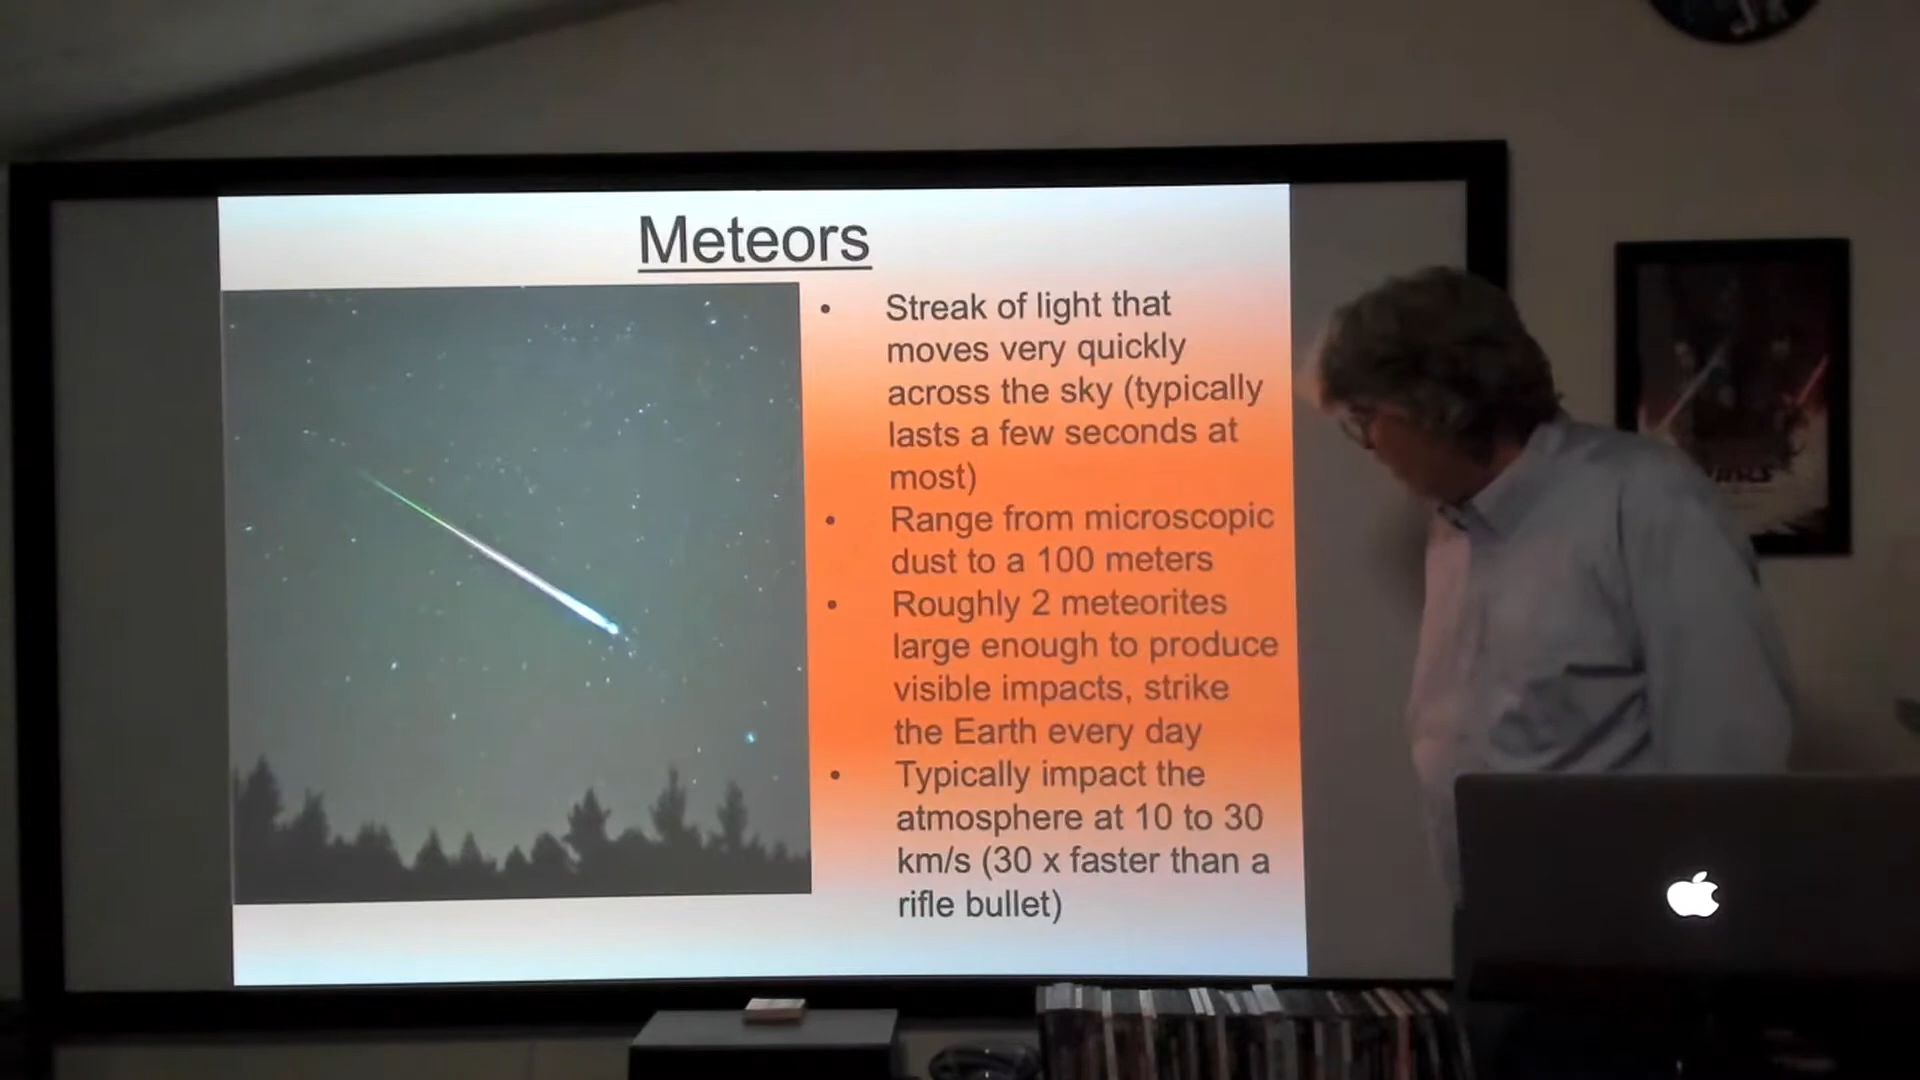 Meteors
• Streak of light that
moves very quickly
across the sky (typically
lasts a few seconds at
most)
• Range from microscopic
dust to a 100 meters
• Roughly 2 meteorites
large enough to produce
visible impacts, strike
the Earth every day
• Typically impact the
atmosphere at 10 to 30
km/s (30 x faster than a
rifle bullet)